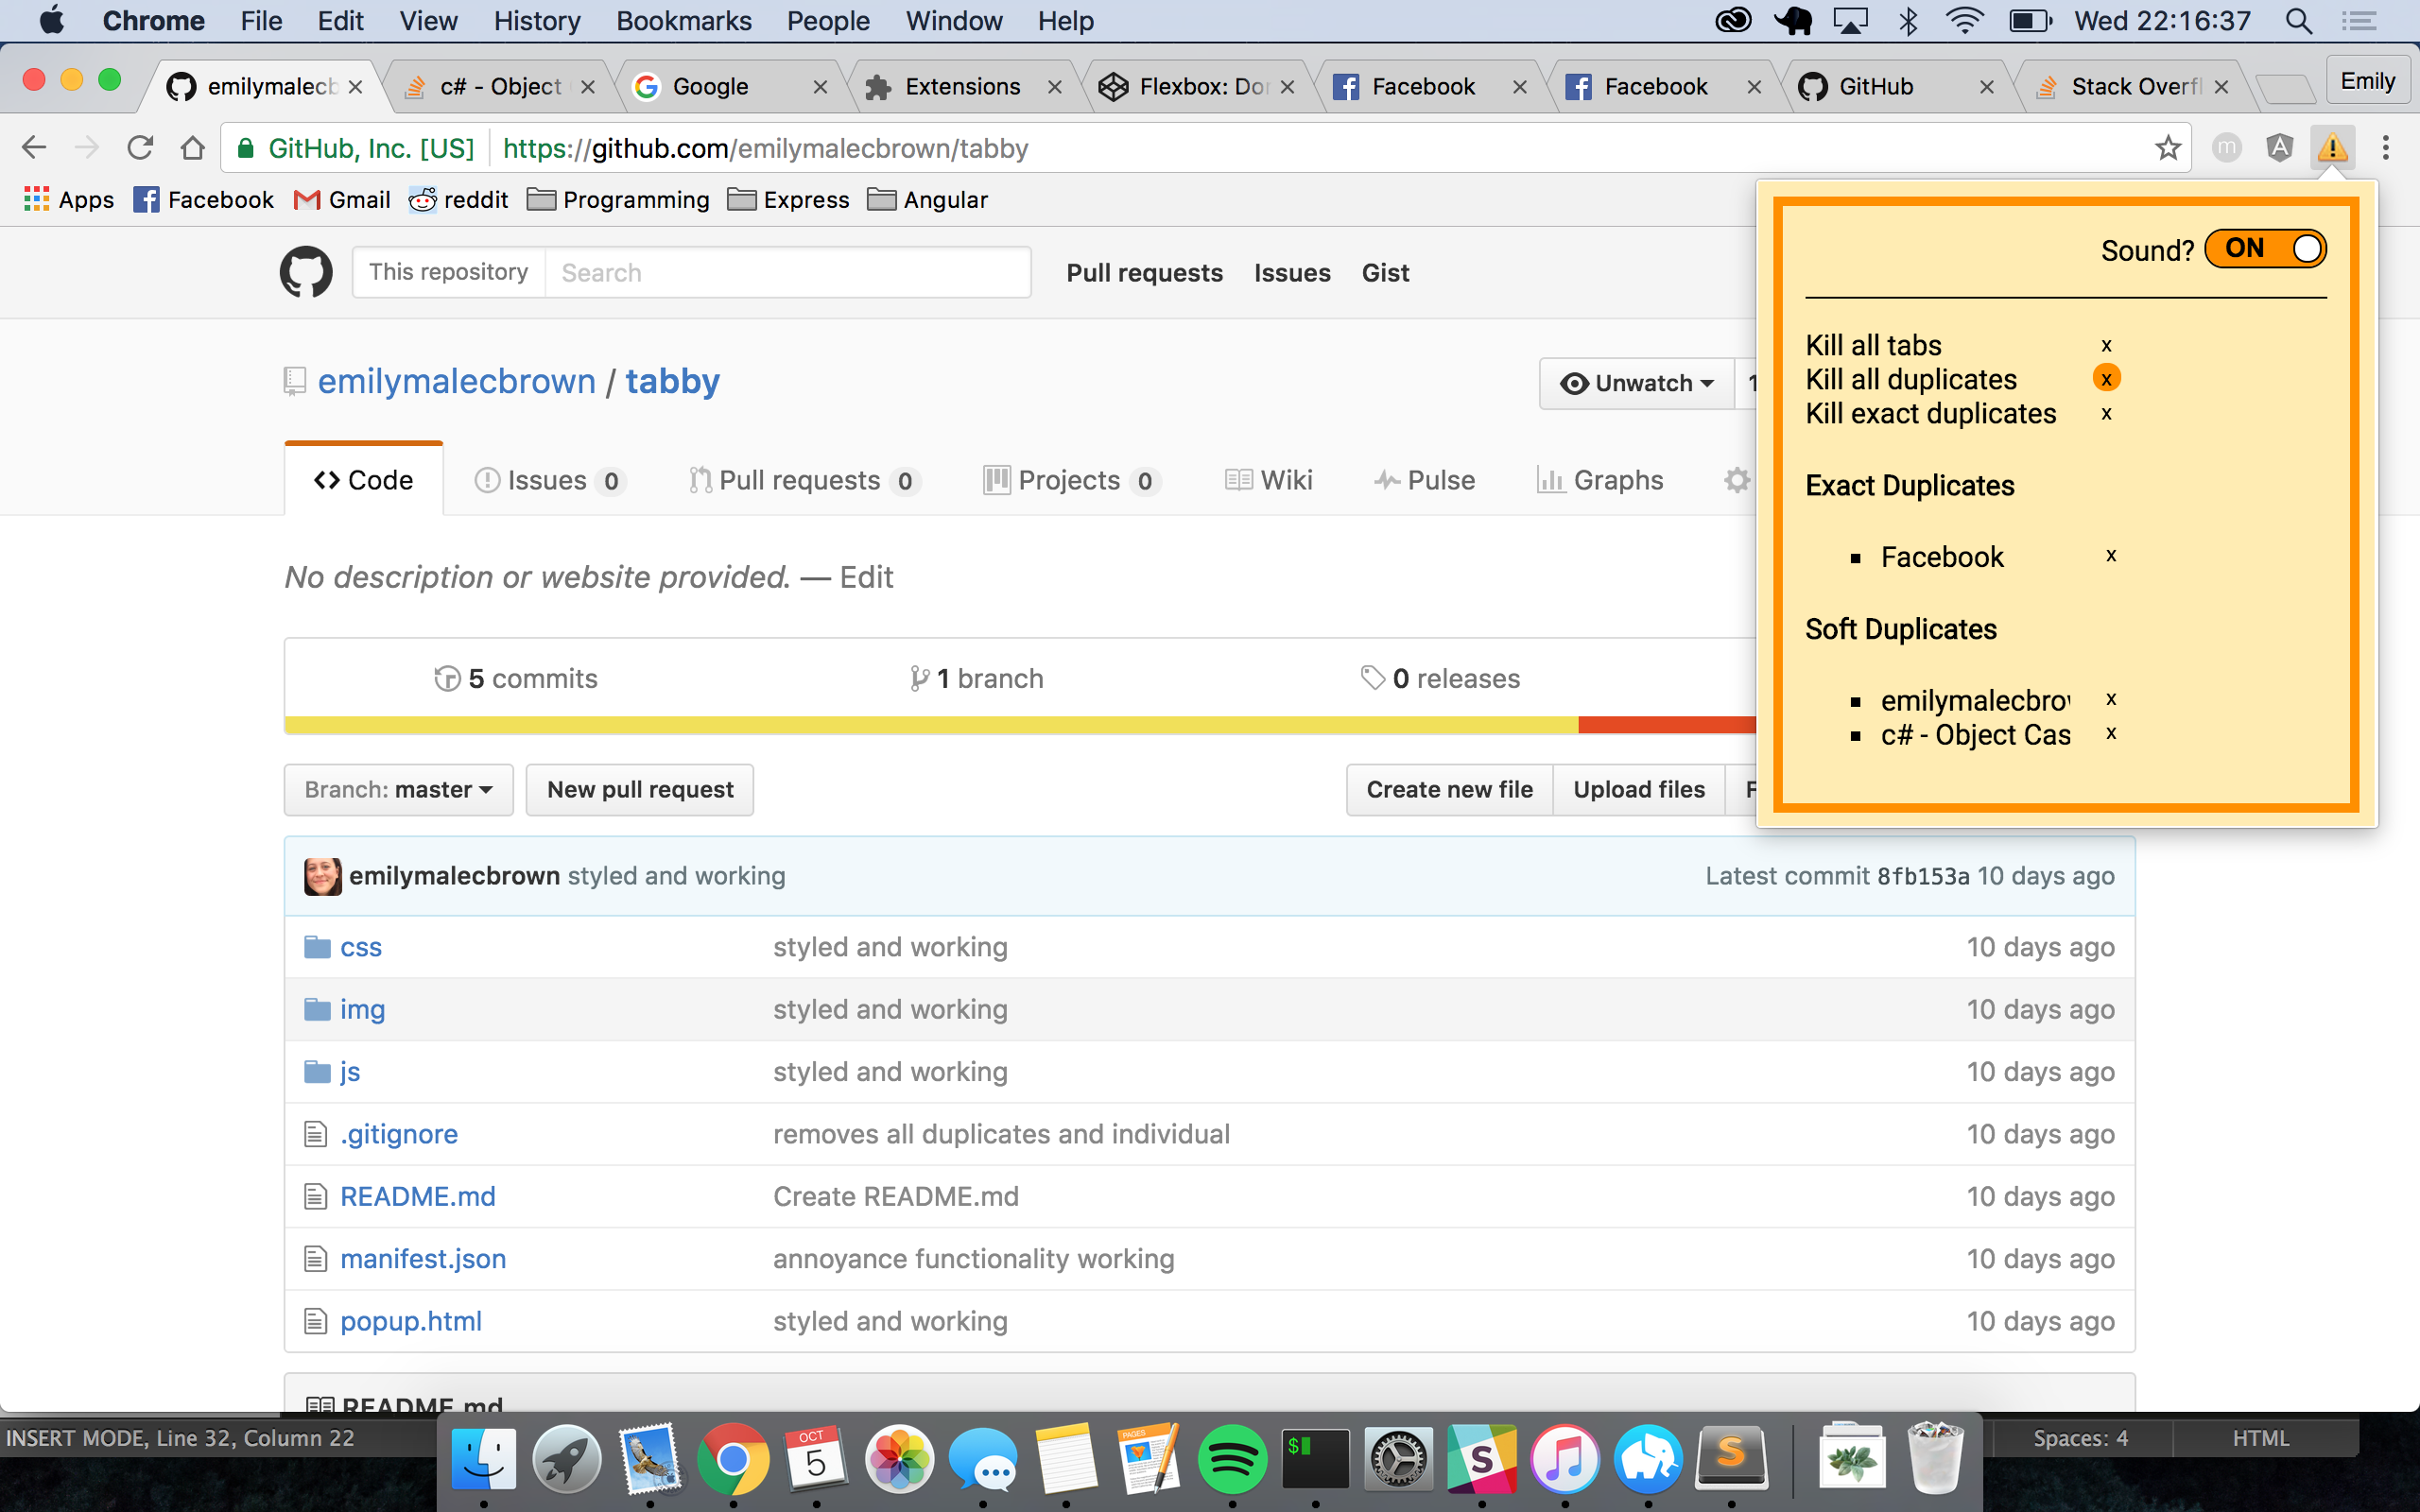 Chrome File Edit View History Bookmarks People Window Help Wed 22:16:37
emilymalecb c# - Object Google Extensions Flexbox: Do Facebook Facebook GitHub Stack Overfl Emily
GitHub, Inc. [US] https://github.com/emilymalecbrown/tabby
Apps Facebook Gmail reddit Programming Express Angular
This repository Search Pull requests Issues Gist
emilymalecbrown / tabby
Unwatch 1
Code Issues 0 Pull requests 0 Projects 0 Wiki Pulse Graphs
No description or website provided. — Edit
5 commits 1 branch 0 releases
Branch: master New pull request Create new file Upload files F
emilymalecbrown styled and working Latest commit 8fb153a 10 days ago
css styled and working 10 days ago
img styled and working 10 days ago
js styled and working 10 days ago
.gitignore removes all duplicates and individual 10 days ago
README.md Create README.md 10 days ago
manifest.json annoyance functionality working 10 days ago
popup.html styled and working 10 days ago
README.md
Sound? ON
Kill all tabs x
Kill all duplicates x
Kill exact duplicates x
Exact Duplicates
Facebook x
Soft Duplicates
emilymalecbro x
c# - Object Cas x
INSERT MODE, Line 32, Column 22
OCT
5
PAGES
Spaces: 4 HTML